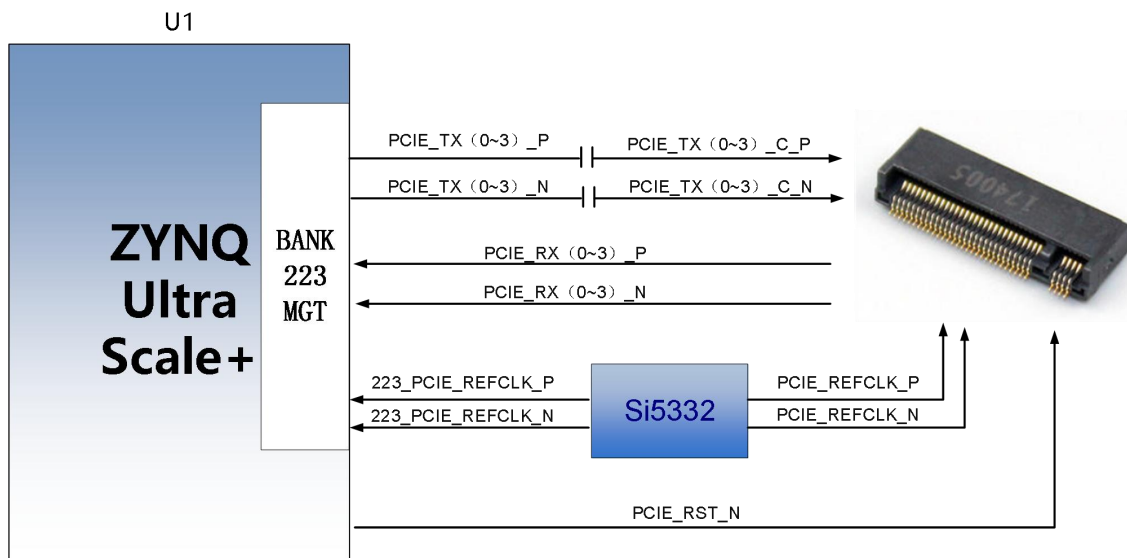 U1
PCIE_TX（0~3）_P
PCIE_TX（0~3）_C_P
PCIE_TX（0~3）_N
PCIE_TX（0~3）_C_N
174005
ZYNQ
Ultra
Scale+
BANK
223
MGT
PCIE_RX（0~3）_P
PCIE_RX（0~3）_N
223_PCIE_REFCLK_P
223_PCIE_REFCLK_N
Si5332
PCIE_REFCLK_P
PCIE_REFCLK_N
PCIE_RST_N